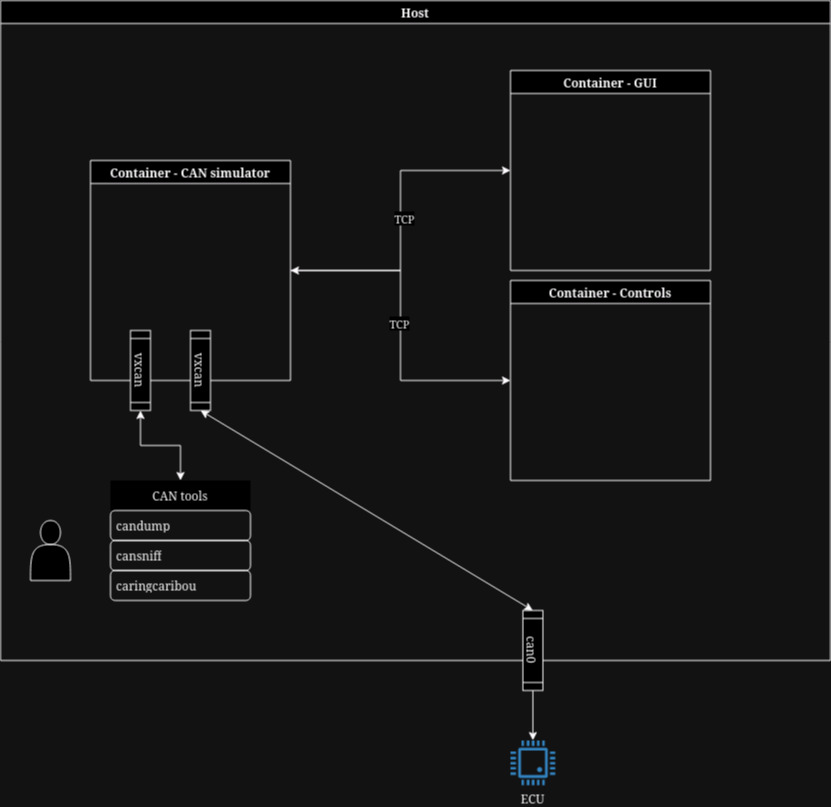 Host
Container - GUI
Container - CAN simulator
TCP
Container - Controls
TCP
vxcan
vxcan
CAN tools
candump
cansniff
caringcaribou
can0
ECU